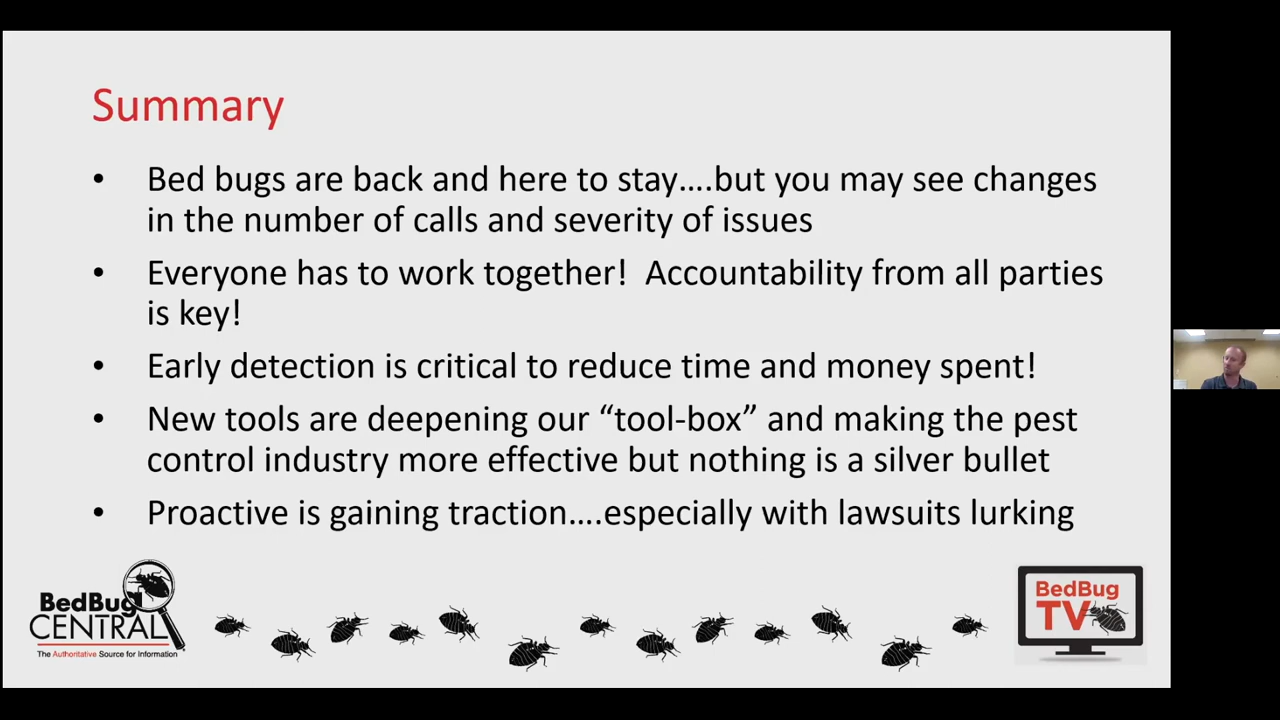 Summary
• Bed bugs are back and here to stay….but you may see changes
in the number of calls and severity of issues
• Everyone has to work together!  Accountability from all parties
is key!
• Early detection is critical to reduce time and money spent!
• New tools are deepening our “tool-box” and making the pest
control industry more effective but nothing is a silver bullet
• Proactive is gaining traction….especially with lawsuits lurking
BedBug
CENTRAL
The Authoritative Source for Information
BedBug
TV